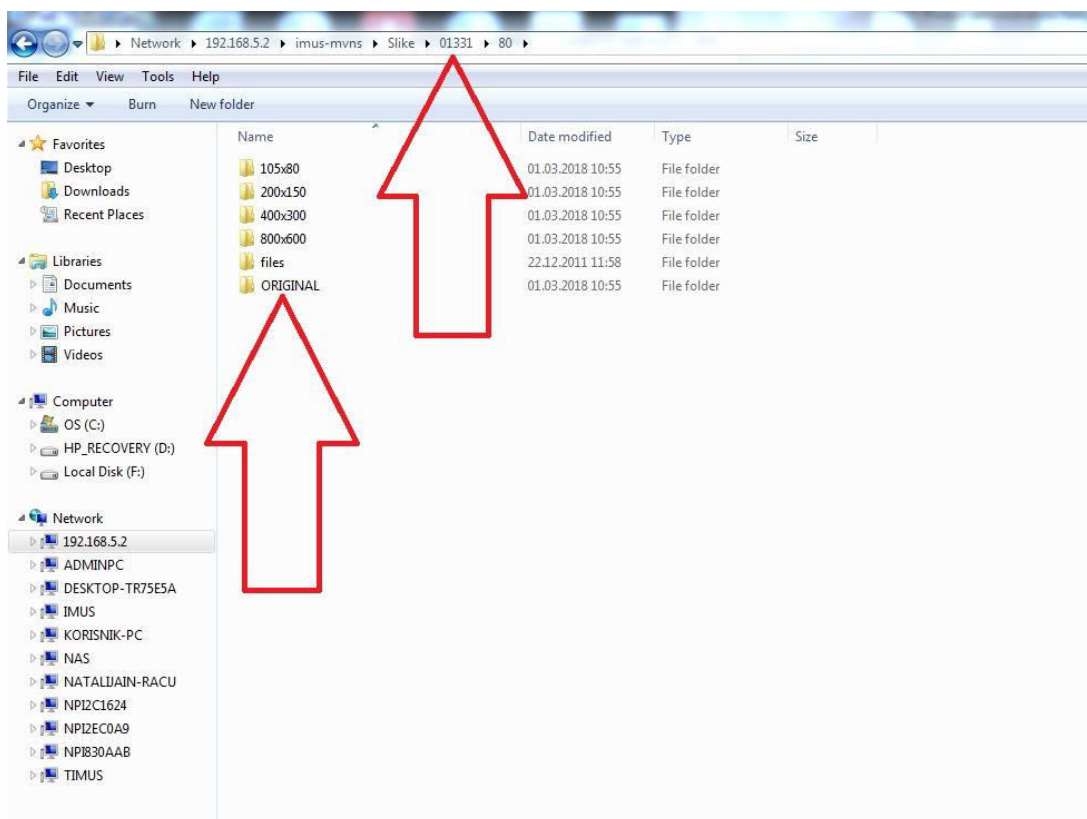 Network ▸ 192.168.5.2 ▸ imus-mvns ▸ Slike ▸ 01331 ▸ 80 ▸
File Edit View Tools Help
Organize Burn New folder
Name Date modified Type Size
Favorites
Desktop
Downloads
Recent Places
Libraries
Documents
Music
Pictures
Videos
Computer
OS (C:)
HP_RECOVERY (D:)
Local Disk (F:)
Network
192.168.5.2
ADMINPC
DESKTOP-TR75E5A
IMUS
KORISNIK-PC
NAS
NATALIJAIN-RACU
NPI2C1624
NPI2EC0A9
NPI830AAB
TIMUS
105x80 01.03.2018 10:55 File folder
200x150 01.03.2018 10:55 File folder
400x300 01.03.2018 10:55 File folder
800x600 01.03.2018 10:55 File folder
files 22.12.2011 11:58 File folder
ORIGINAL 01.03.2018 10:55 File folder